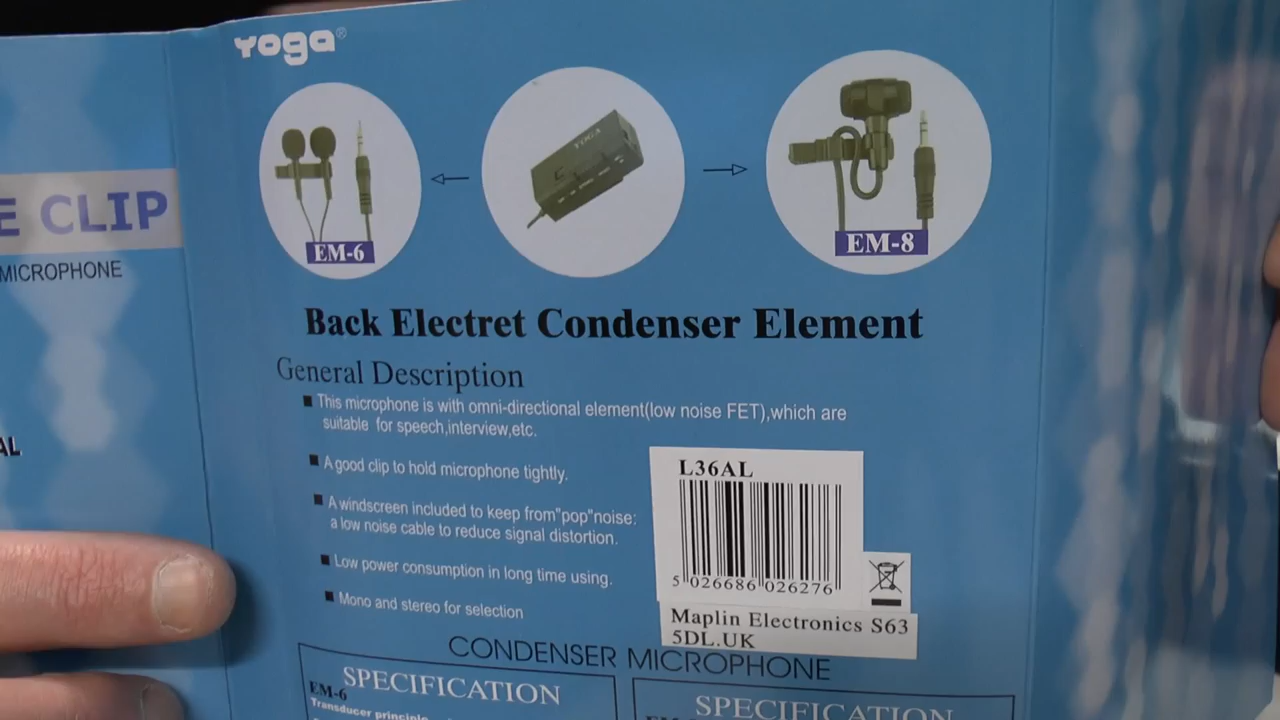 Yoga®
YOGA
EM-6
EM-8
E CLIP
MICROPHONE
AL
Back Electret Condenser Element
General Description
■ This microphone is with omni-directional element(low noise FET),which are
suitable for speech,interview,etc.
■ A good clip to hold microphone tightly.
■ A windscreen included to keep from"pop"noise:
a low noise cable to reduce signal distortion.
■ Low power consumption in long time using.
■ Mono and stereo for selection
L36AL
5 026686 026276
Maplin Electronics S63
5DL.UK
CONDENSER MICROPHONE
SPECIFICATION
EM-6
Transducer principle
SPECIFICATION